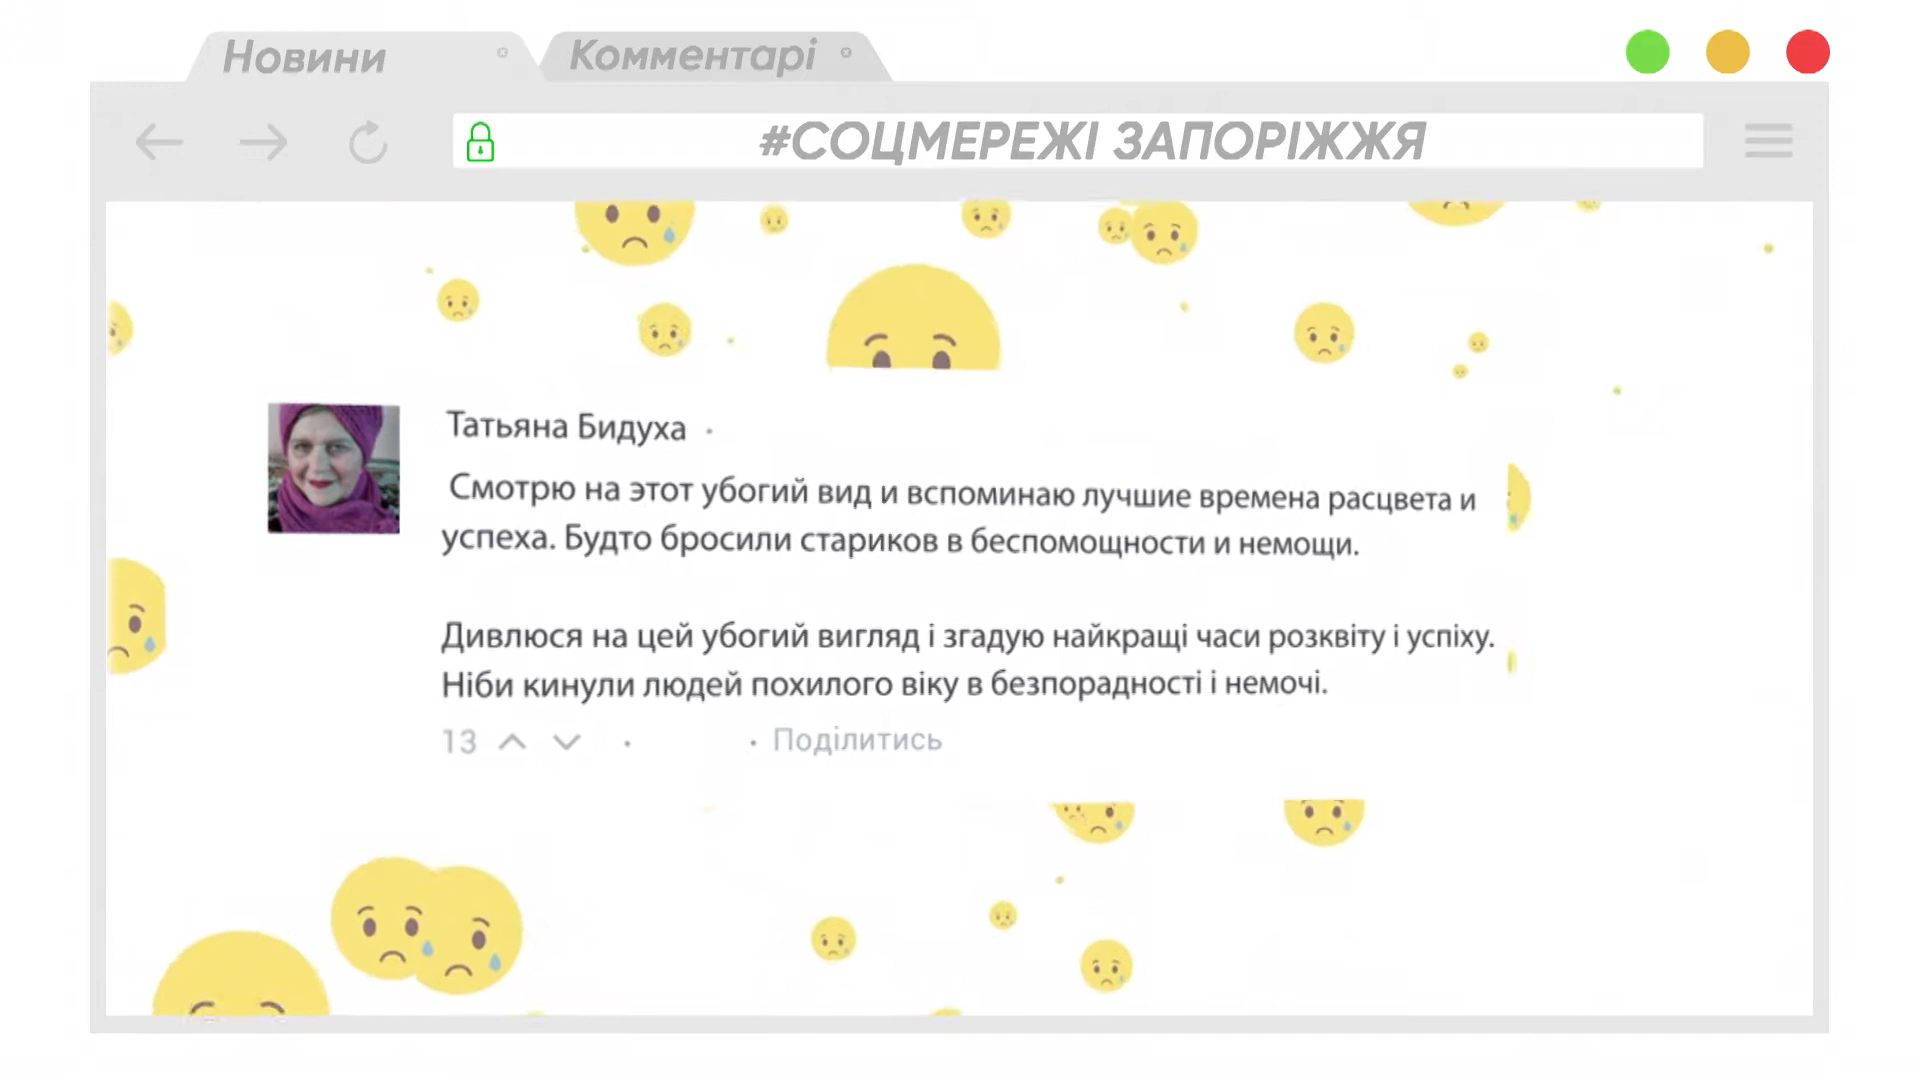 Новини
Комментарі
#СОЦМЕРЕЖІ ЗАПОРІЖЖЯ
Татьяна Бидуха ·
Смотрю на этот убогий вид и вспоминаю лучшие времена расцвета и
успеха. Будто бросили стариков в беспомощности и немощи.
Дивлюся на цей убогий вигляд і згадую найкращі часи розквіту і успіху.
Ніби кинули людей похилого віку в безпорадності і немочі.
13 · · Поділитись